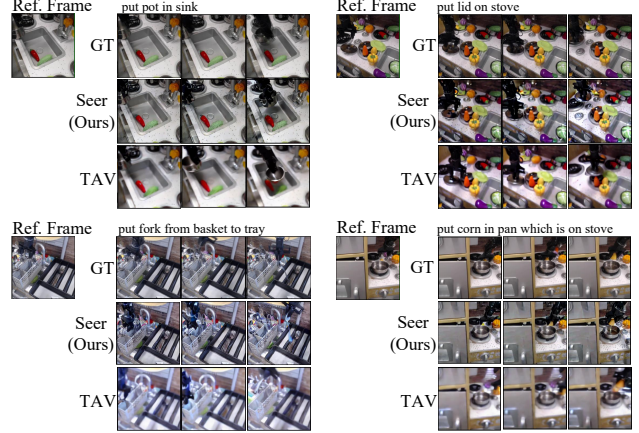 Ref. Frame
put pot in sink
GT
Seer
(Ours)
TAV
Ref. Frame
put lid on stove
GT
Seer
(Ours)
TAV
Ref. Frame
put fork from basket to tray
GT
Seer
(Ours)
TAV
Ref. Frame
put corn in pan which is on stove
GT
Seer
(Ours)
TAV